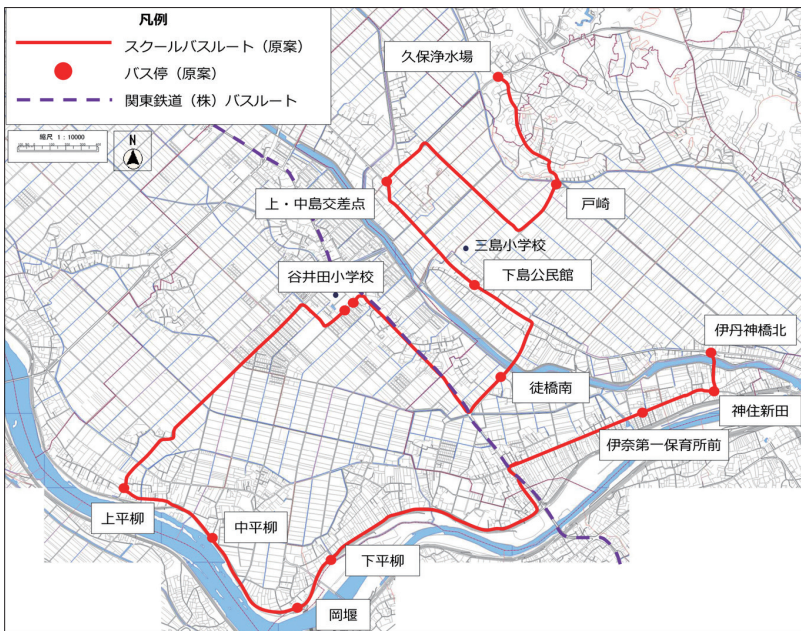 凡例
スクールバスルート（原案）
バス停（原案）
関東鉄道（株）バスルート
縮尺 1：10000
N
久保浄水場
上・中島交差点
戸崎
三島小学校
谷井田小学校
下島公民館
伊丹神橋北
徒橋南
神住新田
伊奈第一保育所前
上平柳
中平柳
下平柳
岡堰